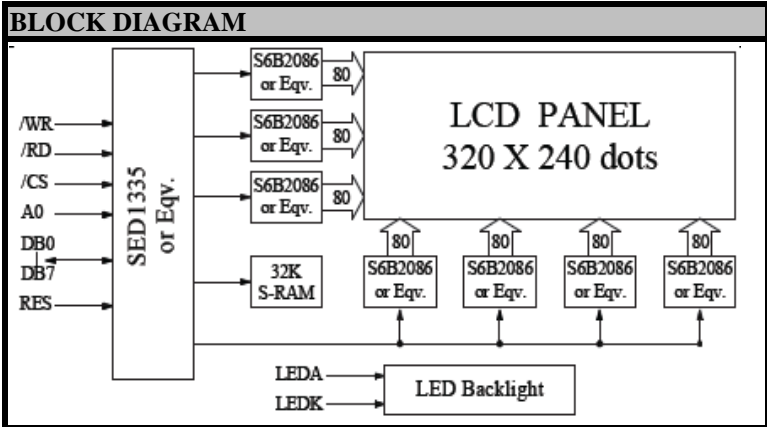 BLOCK DIAGRAM
/WR
/RD
/CS
A0
DB0
DB7
RES
SED1335
or Eqv.
S6B2086
or Eqv.
80
S6B2086
or Eqv.
80
S6B2086
or Eqv.
80
32K
S-RAM
LCD PANEL
320 X 240 dots
80
80
80
80
S6B2086
or Eqv.
S6B2086
or Eqv.
S6B2086
or Eqv.
S6B2086
or Eqv.
LEDA
LEDK
LED Backlight